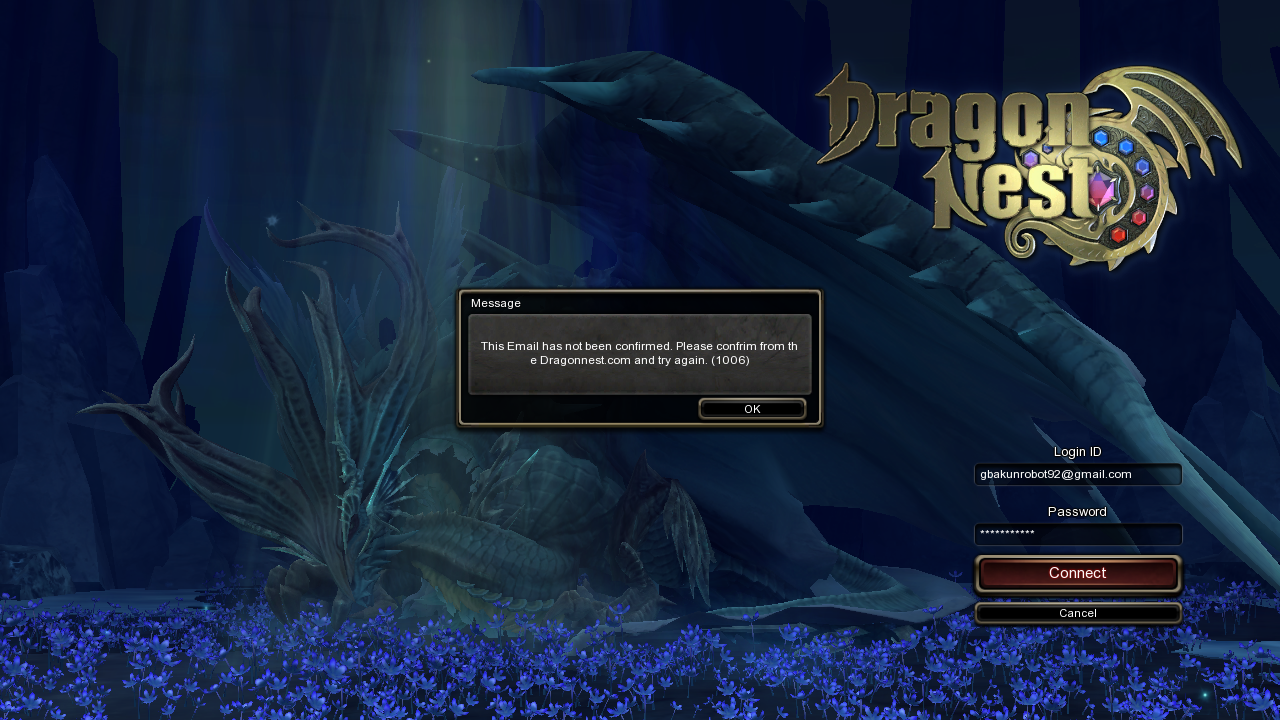 Dragon
Nest
Message
This Email has not been confirmed. Please confrim from th
e Dragonnest.com and try again. (1006)
OK
Login ID
gbakunrobot92@gmail.com
Password
***********
Connect
Cancel